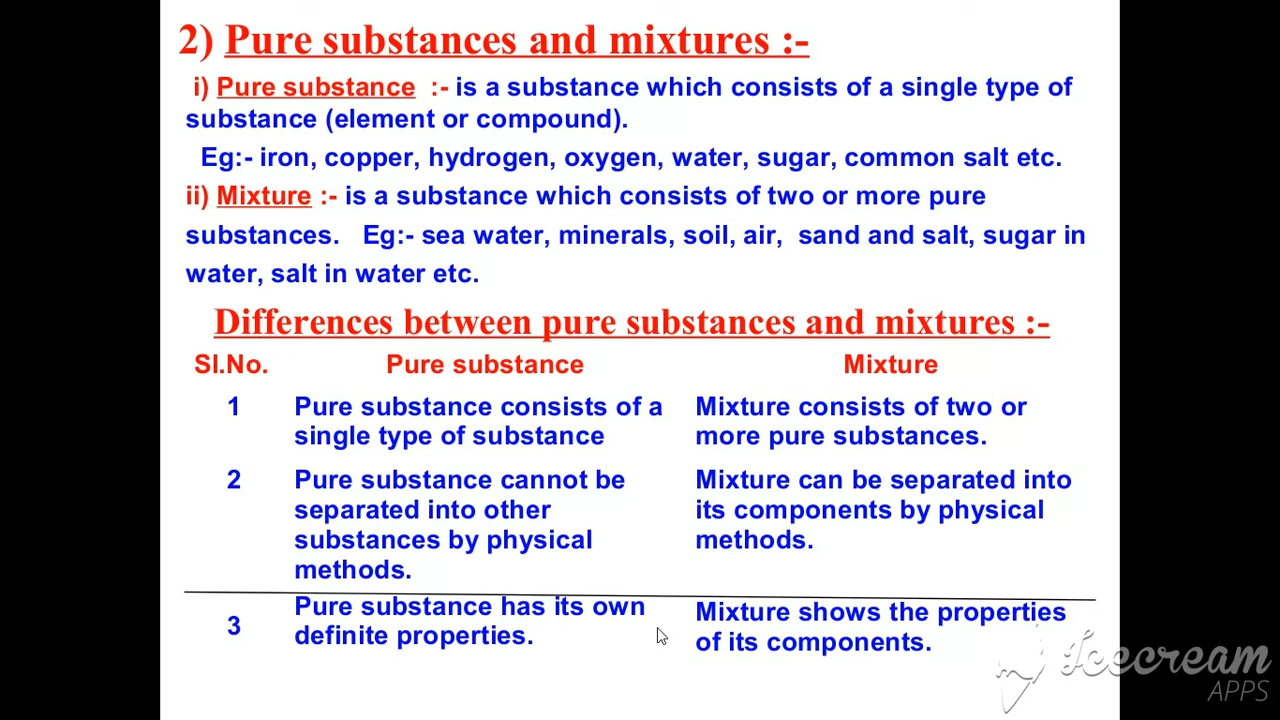 2) Pure substances and mixtures :-
i) Pure substance :- is a substance which consists of a single type of
substance (element or compound).
Eg:- iron, copper, hydrogen, oxygen, water, sugar, common salt etc.
ii) Mixture :- is a substance which consists of two or more pure
substances. Eg:- sea water, minerals, soil, air, sand and salt, sugar in
water, salt in water etc.
Differences between pure substances and mixtures :-
Sl.No. Pure substance Mixture
1 Pure substance consists of a single type of substance Mixture consists of two or more pure substances.
2 Pure substance cannot be separated into other substances by physical methods. Mixture can be separated into its components by physical methods.
3 Pure substance has its own definite properties. Mixture shows the properties of its components.
Icecream
APPS